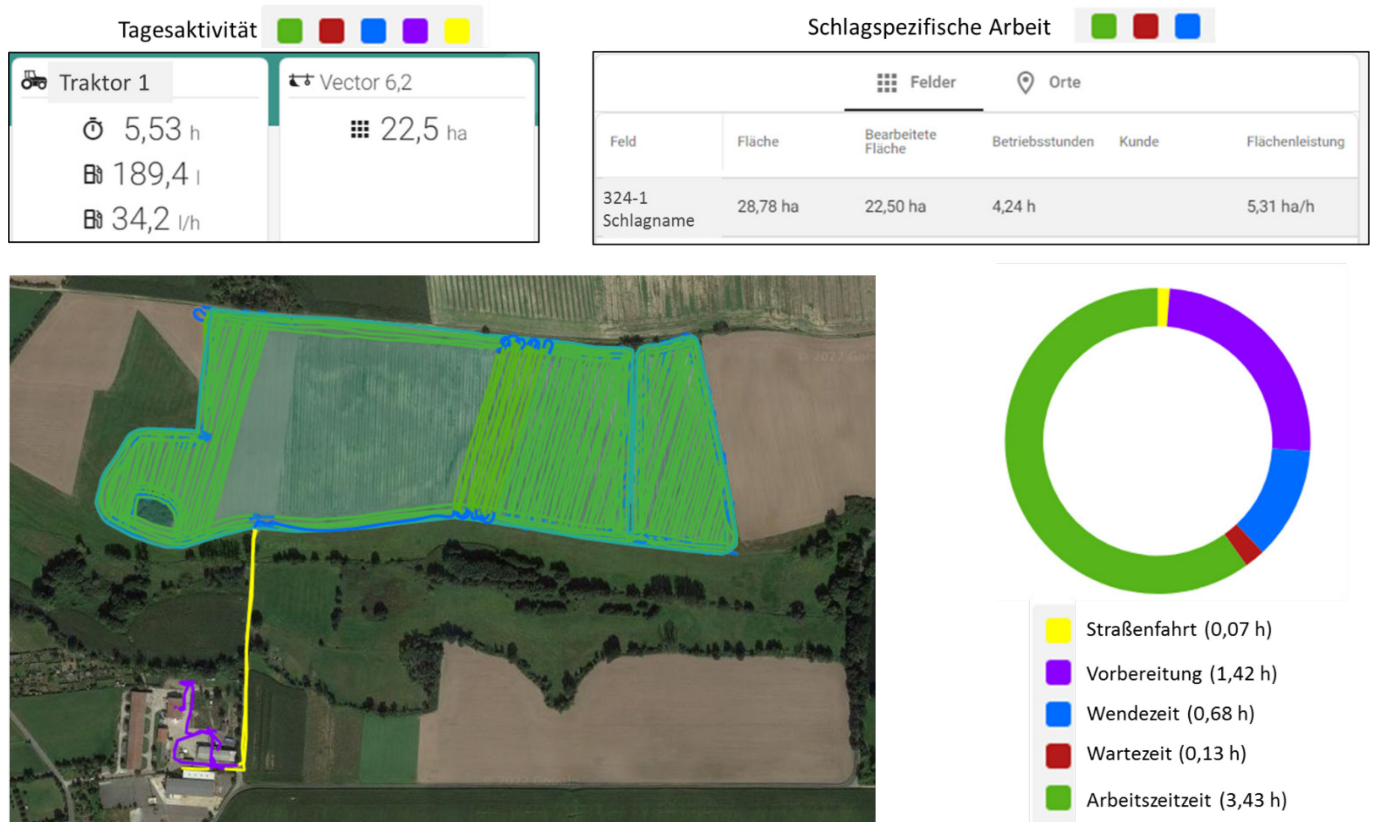 Tagesaktivität
Schlagspezifische Arbeit
Traktor 1
5,53 h
189,4 l
34,2 l/h
Vector 6,2
22,5 ha
Felder
Orte
Feld Fläche Bearbeitete Fläche Betriebsstunden Kunde Flächenleistung
324-1 Schlagname 28,78 ha 22,50 ha 4,24 h 5,31 ha/h
Straßenfahrt (0,07 h)
Vorbereitung (1,42 h)
Wendezeit (0,68 h)
Wartezeit (0,13 h)
Arbeitszeitzeit (3,43 h)